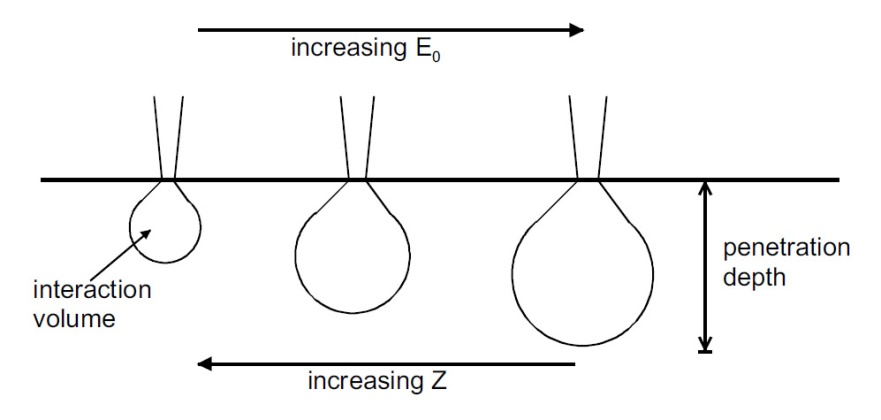 increasing E₀
penetration
depth
interaction
volume
increasing Z